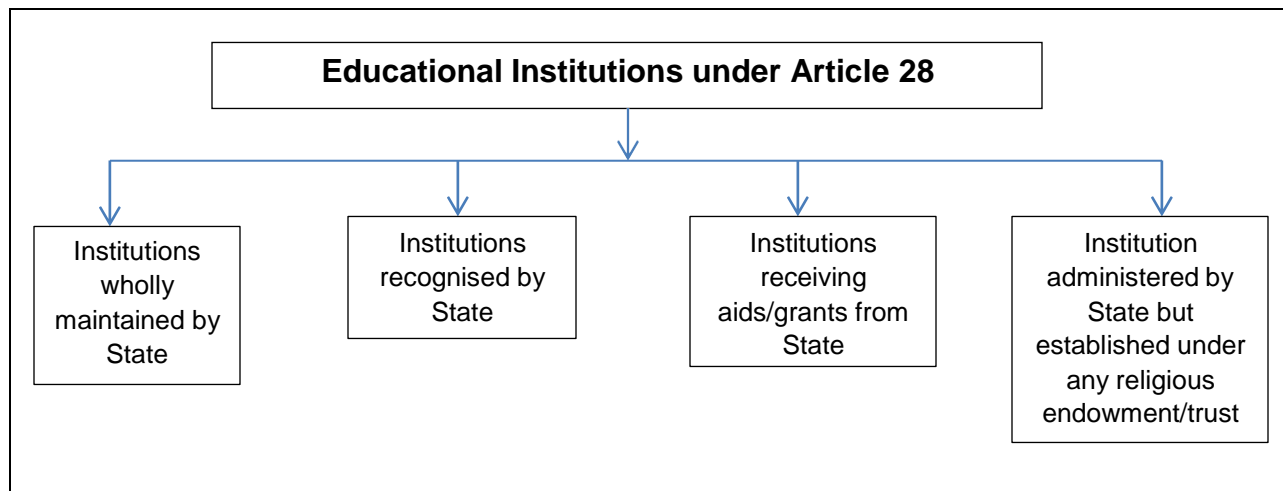 Educational Institutions under Article 28
Institutions
wholly
maintained by
State
Institutions
recognised by
State
Institutions
receiving
aids/grants from
State
Institution
administered by
State but
established under
any religious
endowment/trust